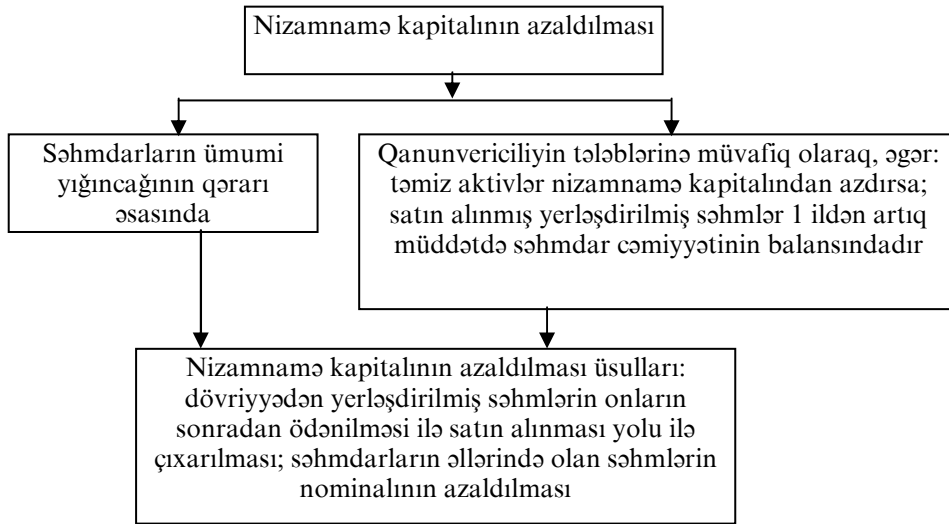 Nizamnamə kapitalının azaldılması
Səhmdarların ümumi
yığıncağının qərarı
əsasında
Qanunvericiliyin tələblərinə müvafiq olaraq, əgər:
təmiz aktivlər nizamnamə kapitalından azdırsa;
satın alınmış yerləşdirilmiş səhmlər 1 ildən artıq
müddətdə səhmdar cəmiyyətinin balansındadır
Nizamnamə kapitalının azaldılması üsulları:
dövriyyədən yerləşdirilmiş səhmlərin onların
sonradan ödənilməsi ilə satın alınması yolu ilə
çıxarılması; səhmdarların əllərində olan səhmlərin
nominalının azaldılması